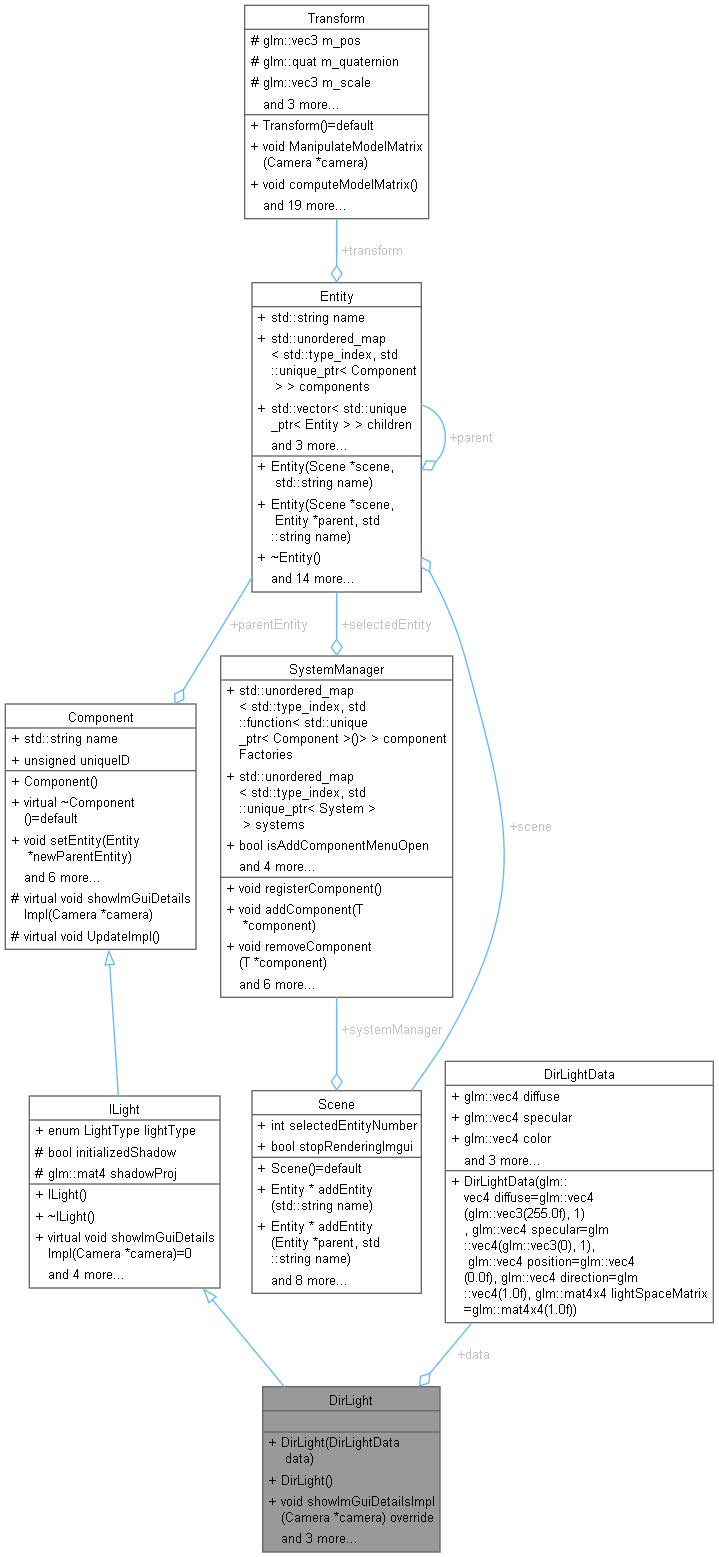 Transform
# glm::vec3 m_pos
# glm::quat m_quaternion
# glm::vec3 m_scale
and 3 more...
+ Transform()=default
+ void ManipulateModelMatrix
(Camera *camera)
+ void computeModelMatrix()
and 19 more...
+transform
Entity
+ std::string name
+ std::unordered_map
< std::type_index, std
::unique_ptr< Component
> > components
+ std::vector< std::unique
_ptr< Entity > > children
and 3 more...
+ Entity(Scene *scene,
std::string name)
+ Entity(Scene *scene,
Entity *parent, std
::string name)
+ ~Entity()
and 14 more...
+parent
+parentEntity
+selectedEntity
+scene
SystemManager
+ std::unordered_map
< std::type_index, std
::function< std::unique
_ptr< Component >()> > component
Factories
+ std::unordered_map
< std::type_index, std
::unique_ptr< System >
> systems
+ bool isAddComponentMenuOpen
and 4 more...
+ void registerComponent()
+ void addComponent(T
*component)
+ void removeComponent
(T *component)
and 6 more...
Component
+ std::string name
+ unsigned uniqueID
+ Component()
+ virtual ~Component
()=default
+ void setEntity(Entity
*newParentEntity)
and 6 more...
# virtual void showImGuiDetails
Impl(Camera *camera)
# virtual void UpdateImpl()
+systemManager
ILight
+ enum LightType lightType
# bool initializedShadow
# glm::mat4 shadowProj
+ ILight()
+ ~ILight()
+ virtual void showImGuiDetails
Impl(Camera *camera)=0
and 4 more...
Scene
+ int selectedEntityNumber
+ bool stopRenderingImgui
+ Scene()=default
+ Entity * addEntity
(std::string name)
+ Entity * addEntity
(Entity *parent, std
::string name)
and 8 more...
DirLightData
+ glm::vec4 diffuse
+ glm::vec4 specular
+ glm::vec4 color
and 3 more...
+ DirLightData(glm::
vec4 diffuse=glm::vec4
(glm::vec3(255.0f), 1)
, glm::vec4 specular=glm
::vec4(glm::vec3(0), 1),
glm::vec4 position=glm::vec4
(0.0f), glm::vec4 direction=glm
::vec4(1.0f), glm::mat4x4 lightSpaceMatrix
=glm::mat4x4(1.0f))
+data
DirLight
+ DirLight(DirLightData
data)
+ DirLight()
+ void showImGuiDetailsImpl
(Camera *camera) override
and 3 more...